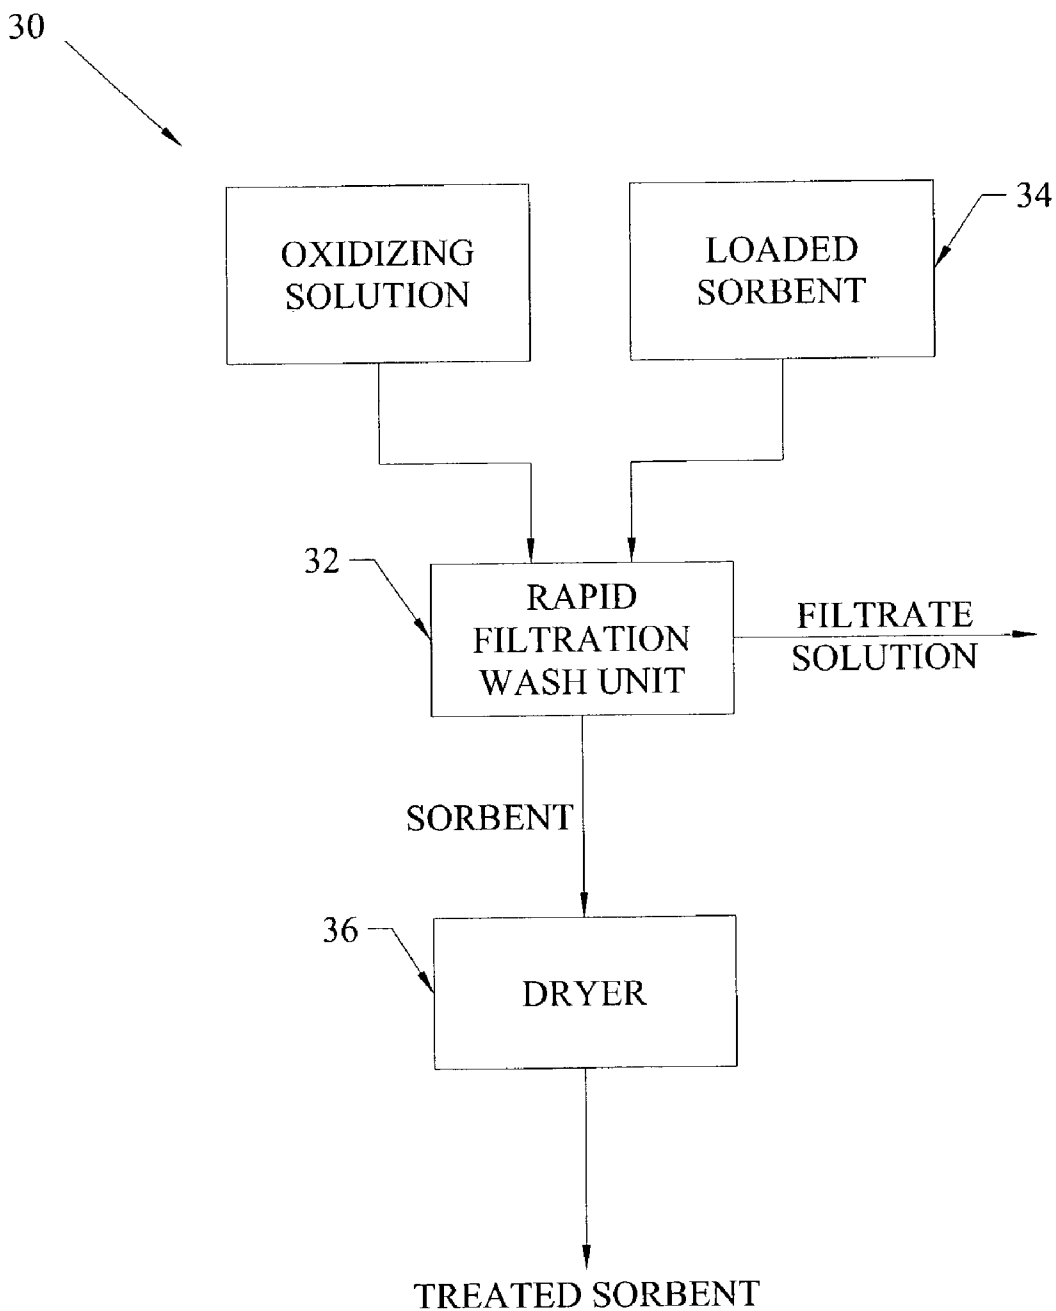 30
OXIDIZING
SOLUTION
LOADED
SORBENT
34
32
RAPID
FILTRATION
WASH UNIT
FILTRATE
SOLUTION
SORBENT
36
DRYER
TREATED SORBENT